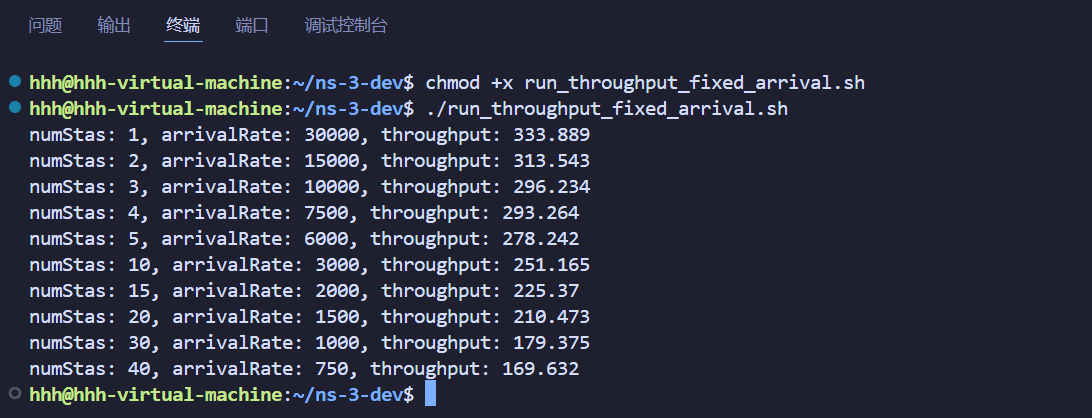 问题 输出 终端 端口 调试控制台
hhh@hhh-virtual-machine:~/ns-3-dev$ chmod +x run_throughput_fixed_arrival.sh
hhh@hhh-virtual-machine:~/ns-3-dev$ ./run_throughput_fixed_arrival.sh
numStas: 1, arrivalRate: 30000, throughput: 333.889
numStas: 2, arrivalRate: 15000, throughput: 313.543
numStas: 3, arrivalRate: 10000, throughput: 296.234
numStas: 4, arrivalRate: 7500, throughput: 293.264
numStas: 5, arrivalRate: 6000, throughput: 278.242
numStas: 10, arrivalRate: 3000, throughput: 251.165
numStas: 15, arrivalRate: 2000, throughput: 225.37
numStas: 20, arrivalRate: 1500, throughput: 210.473
numStas: 30, arrivalRate: 1000, throughput: 179.375
numStas: 40, arrivalRate: 750, throughput: 169.632
hhh@hhh-virtual-machine:~/ns-3-dev$